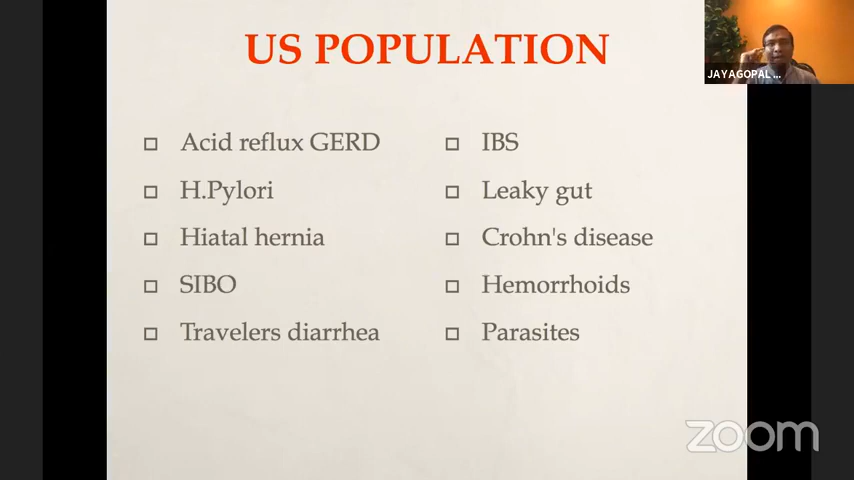 US POPULATION
JAYAGOPAL ...
Acid reflux GERD
H.Pylori
Hiatal hernia
SIBO
Travelers diarrhea
IBS
Leaky gut
Crohn's disease
Hemorrhoids
Parasites
zoom